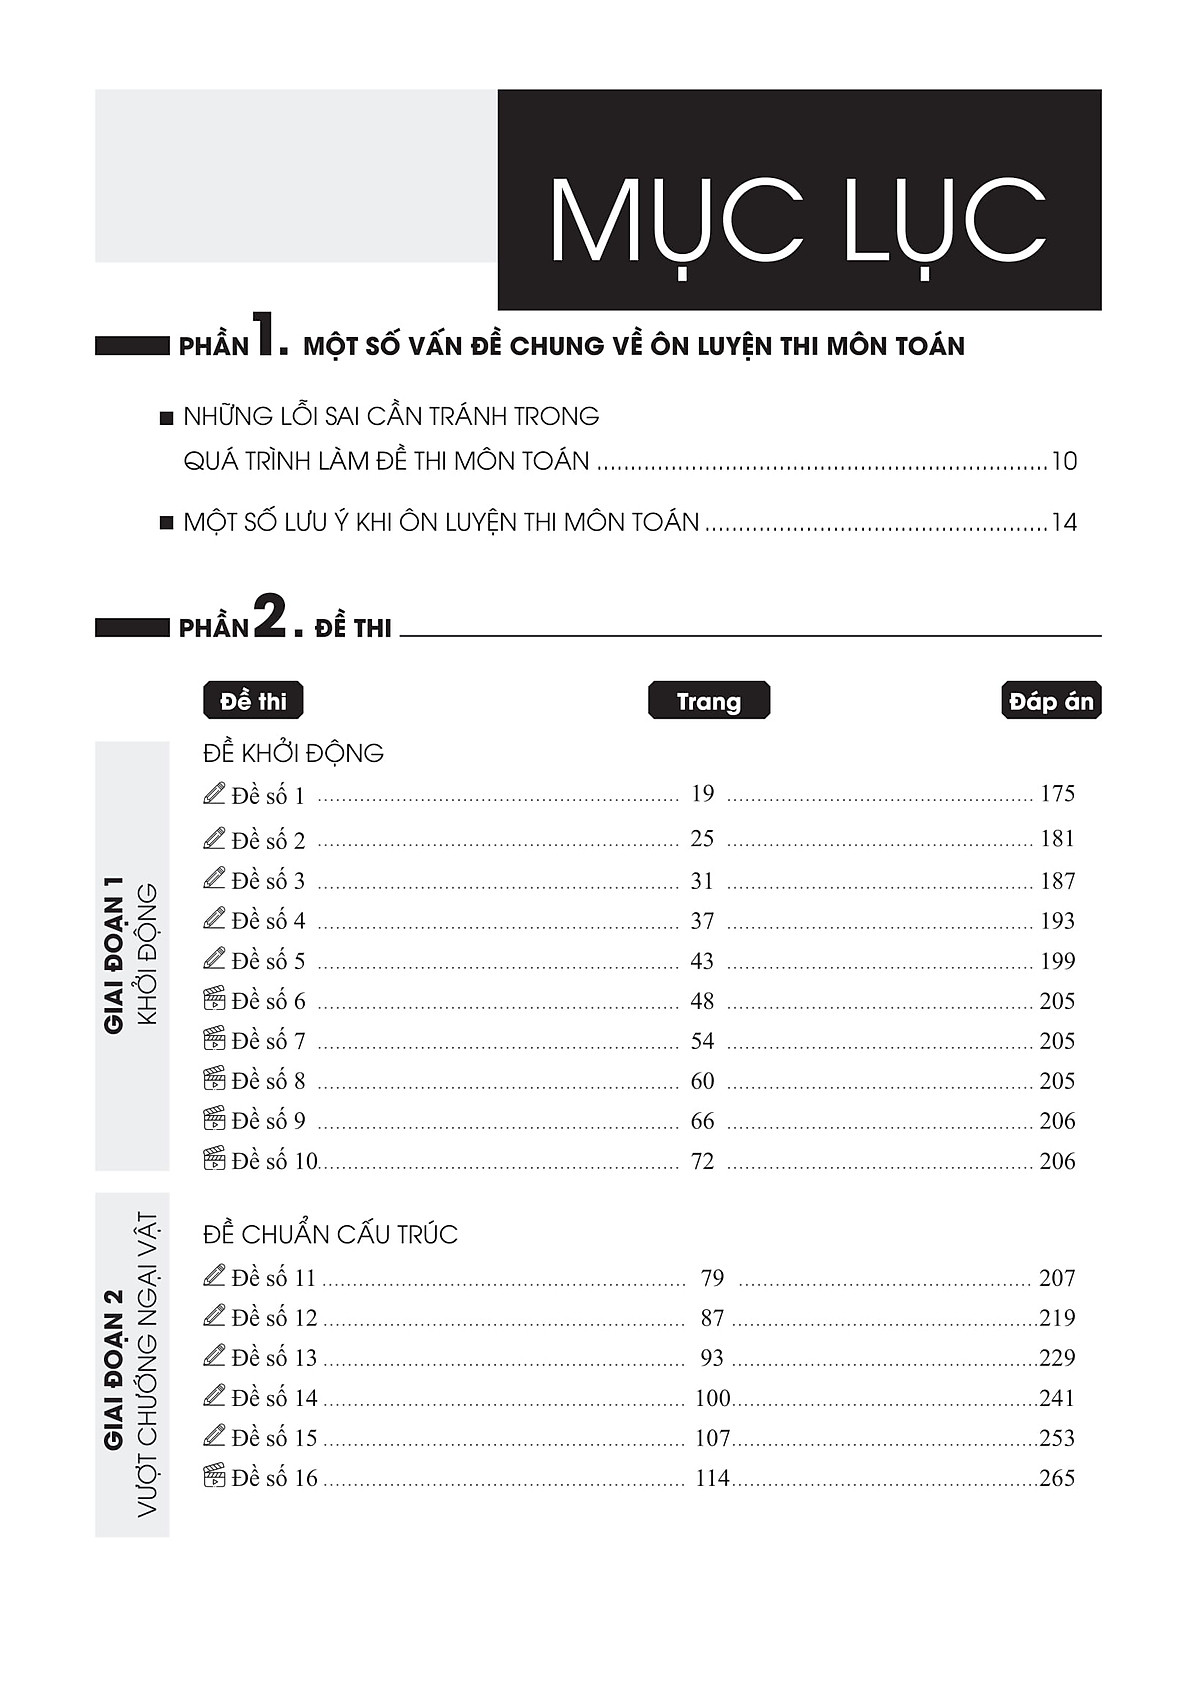 MỤC LỤC
PHẦN 1. MỘT SỐ VẤN ĐỀ CHUNG VỀ ÔN LUYỆN THI MÔN TOÁN
NHỮNG LỖI SAI CẦN TRÁNH TRONG
QUÁ TRÌNH LÀM ĐỀ THI MÔN TOÁN 10
MỘT SỐ LƯU Ý KHI ÔN LUYỆN THI MÔN TOÁN 14
PHẦN 2. ĐỀ THI
Đề thi Trang Đáp án
GIAI ĐOẠN 1
KHỞI ĐỘNG
ĐỀ KHỞI ĐỘNG
Đề số 1 19 175
Đề số 2 25 181
Đề số 3 31 187
Đề số 4 37 193
Đề số 5 43 199
Đề số 6 48 205
Đề số 7 54 205
Đề số 8 60 205
Đề số 9 66 206
Đề số 10 72 206
GIAI ĐOẠN 2
VƯỢT CHƯỚNG NGẠI VẬT
ĐỀ CHUẨN CẤU TRÚC
Đề số 11 79 207
Đề số 12 87 219
Đề số 13 93 229
Đề số 14 100 241
Đề số 15 107 253
Đề số 16 114 265